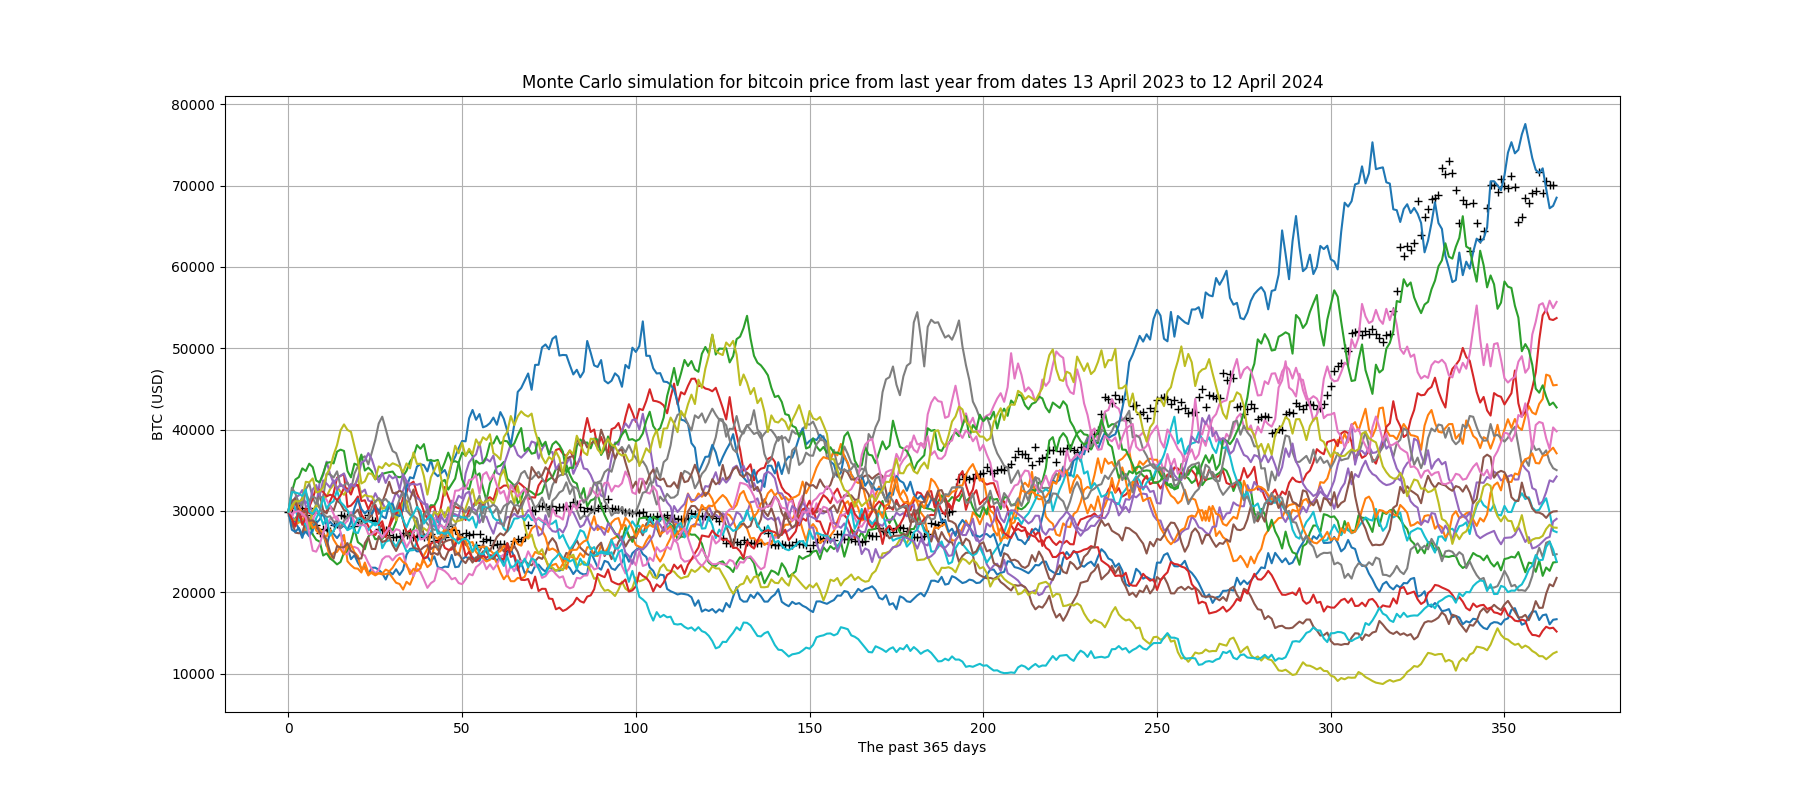 Monte Carlo simulation for bitcoin price from last year from dates 13 April 2023 to 12 April 2024
80000
70000
60000
50000
40000
30000
20000
10000
BTC (USD)
0 50 100 150 200 250 300 350
The past 365 days